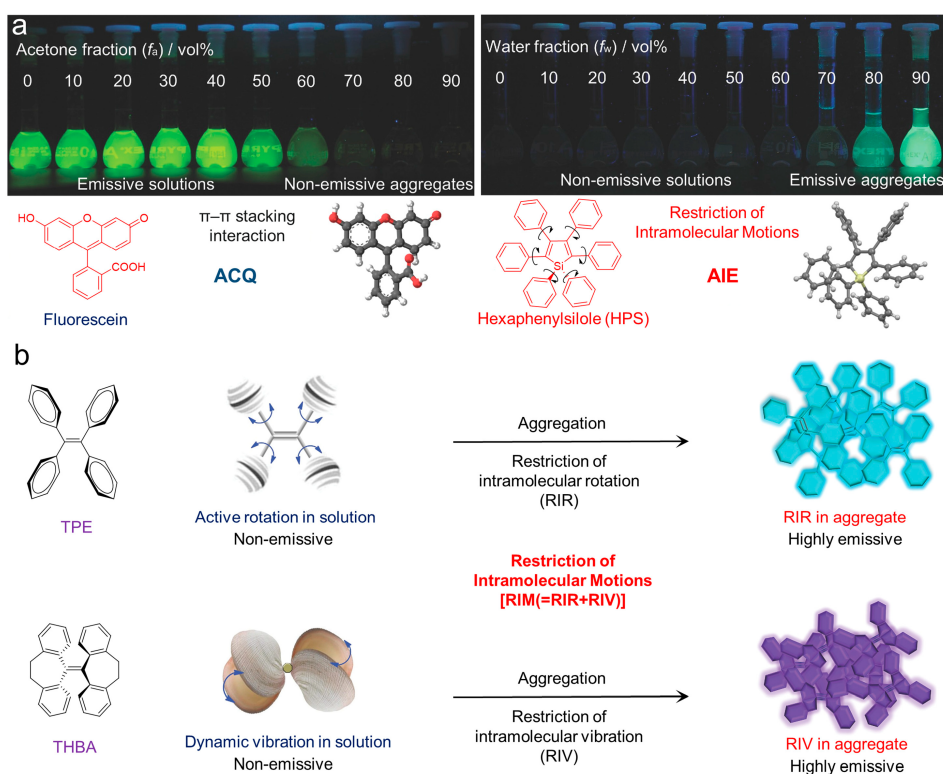 a
Acetone fraction (fa) / vol%
0 10 20 30 40 50 60 70 80 90
Emissive solutions
Non-emissive aggregates
Water fraction (fw) / vol%
0 10 20 30 40 50 60 70 80 90
Non-emissive solutions
Emissive aggregates
HO
O
O
COOH
Fluorescein
π–π stacking
interaction
ACQ
Si
Hexaphenylsilole (HPS)
Restriction of
Intramolecular Motions
AIE
b
TPE
Active rotation in solution
Non-emissive
Aggregation
Restriction of
intramolecular rotation
(RIR)
RIR in aggregate
Highly emissive
Restriction of
Intramolecular Motions
[RIM(=RIR+RIV)]
THBA
Dynamic vibration in solution
Non-emissive
Aggregation
Restriction of
intramolecular vibration
(RIV)
RIV in aggregate
Highly emissive